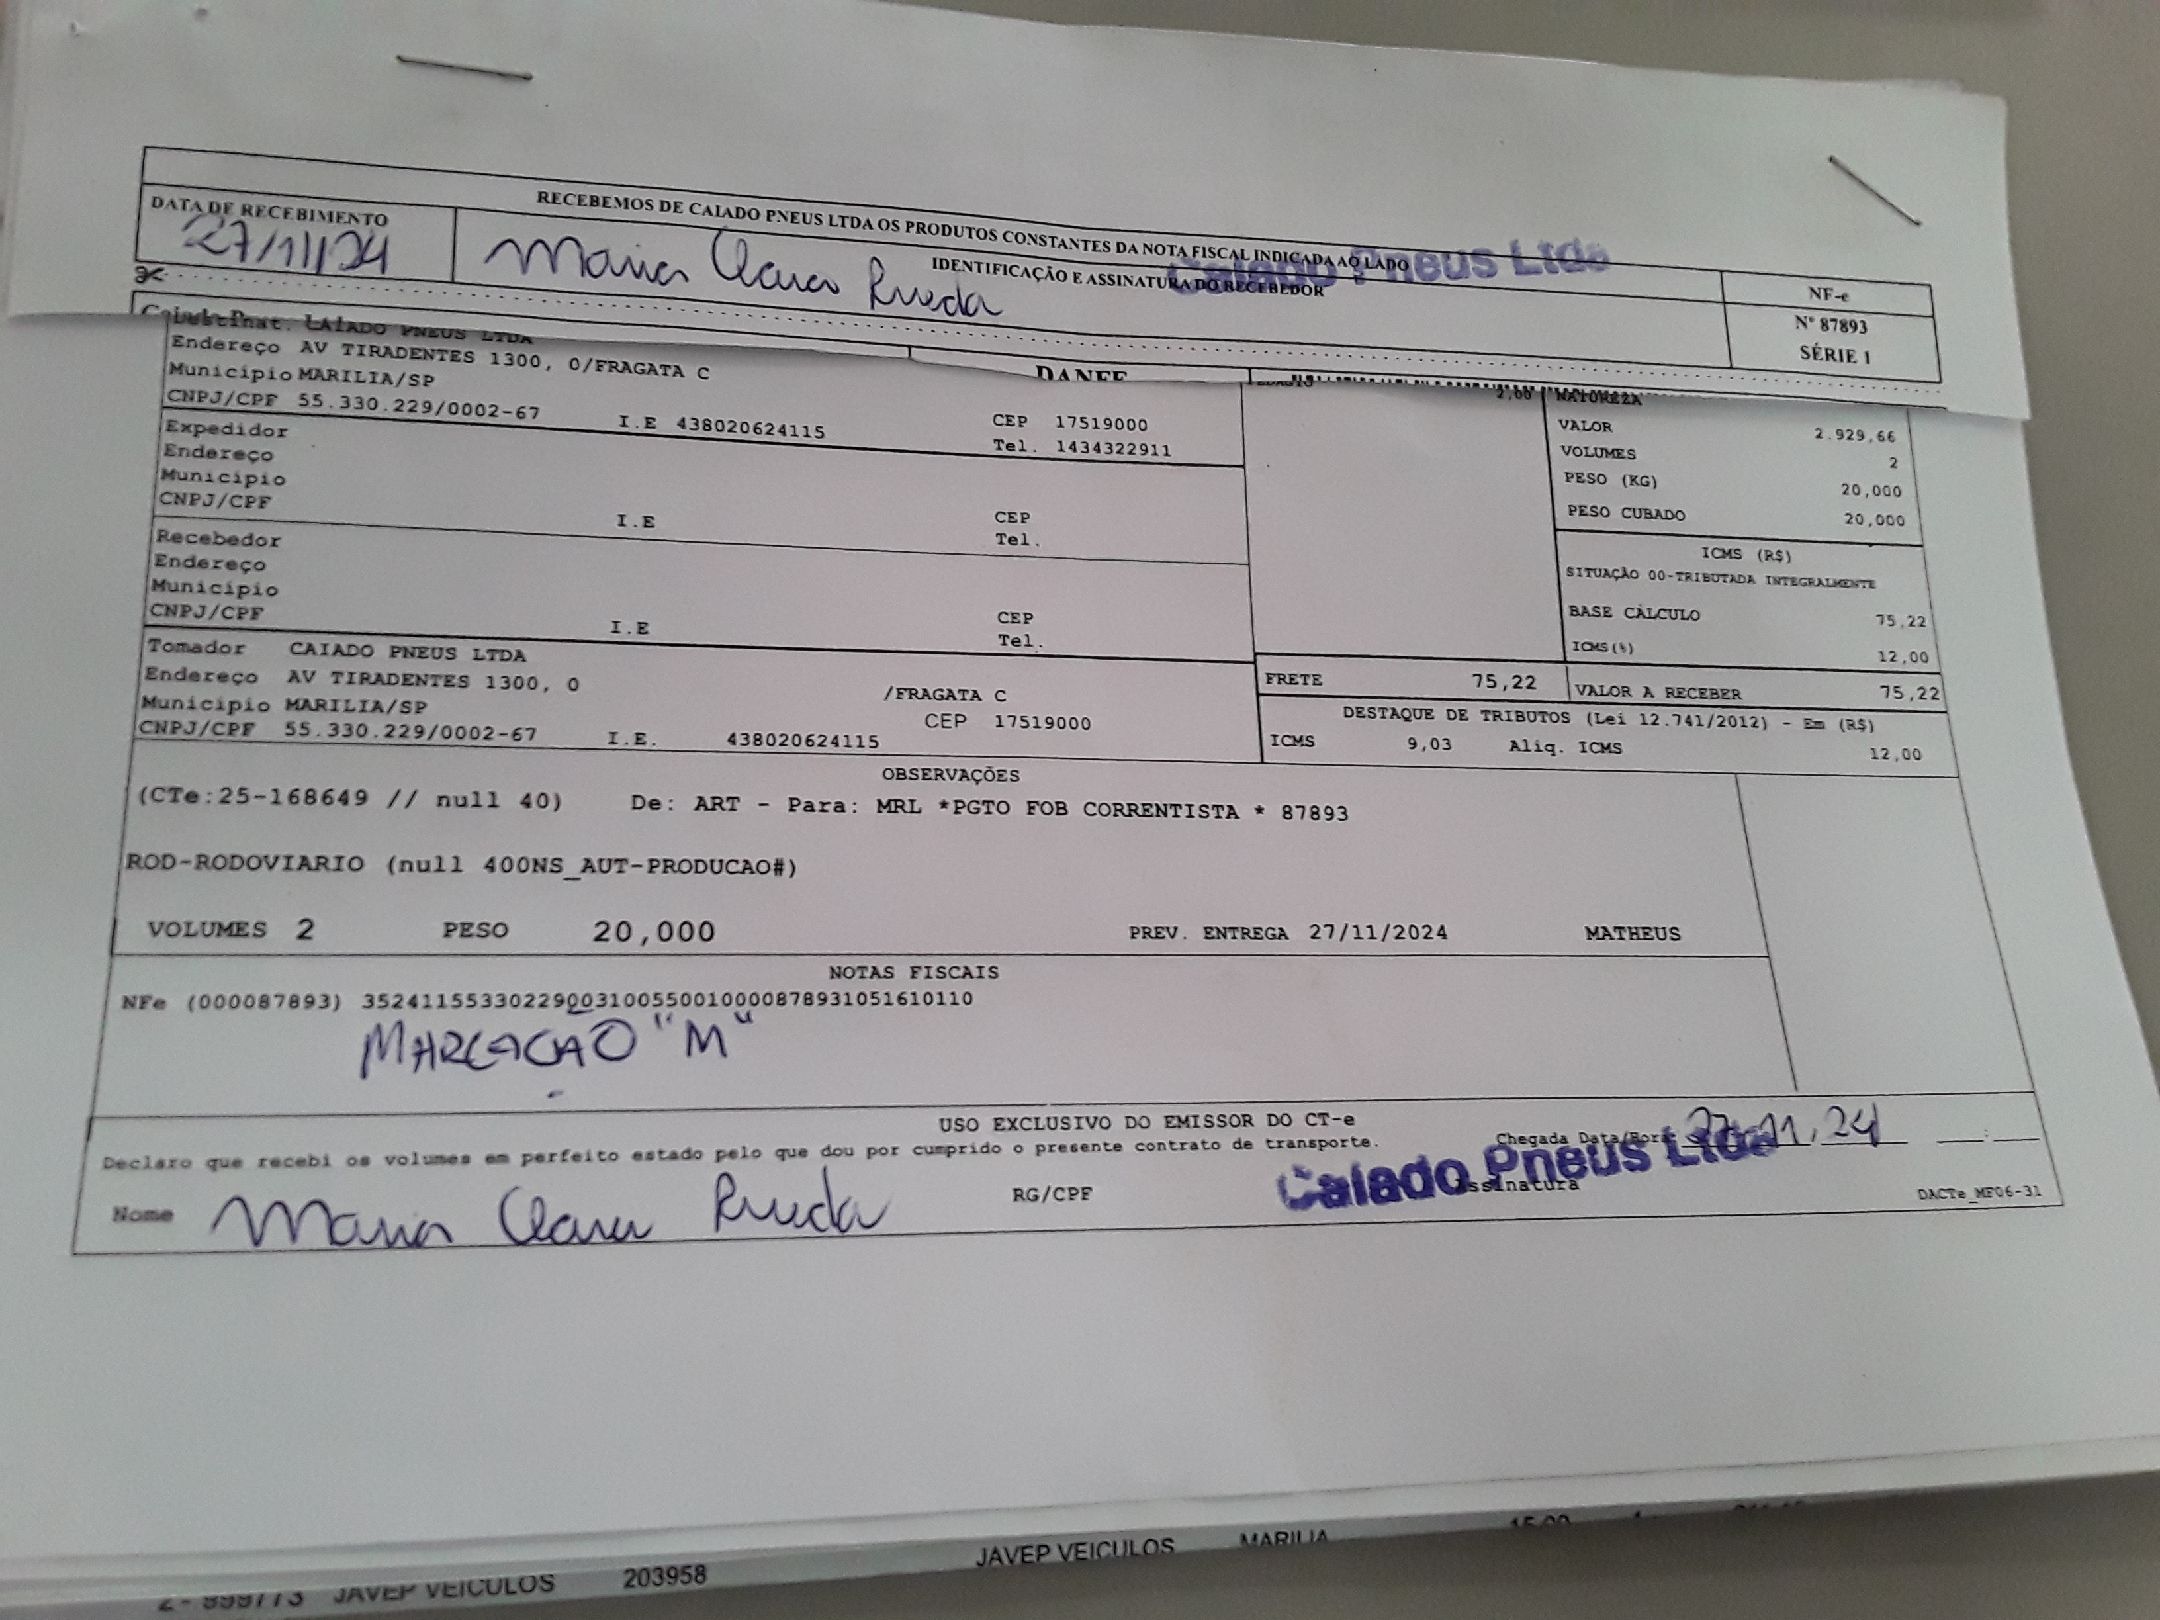 RECEBEMOS DE CAIADO PNEUS LTDA OS PRODUTOS CONSTANTES DA NOTA FISCAL INDICADA AO LADO
DATA DE RECEBIMENTO
27/11/24
IDENTIFICAÇÃO E ASSINATURA DO RECEBEDOR
Maria Clara Rueda
Caiado Pneus Ltda
NF-e
Nº 87893
SÉRIE 1
CAIADO PNEUS LTDA
DANFE
Endereço AV TIRADENTES 1300, 0/FRAGATA C
Município MARILIA/SP CEP 17519000
CNPJ/CPF 55.330.229/0002-67 I.E 438020624115 Tel. 1434322911
Expedidor
Endereço
Município CEP
CNPJ/CPF I.E Tel.
Recebedor
Endereço
Município CEP
CNPJ/CPF I.E Tel.
Tomador CAIADO PNEUS LTDA
Endereço AV TIRADENTES 1300, 0 /FRAGATA C
Município MARILIA/SP CEP 17519000
CNPJ/CPF 55.330.229/0002-67 I.E. 438020624115
2,00 NATUREZA
VALOR 2.929,66
VOLUMES 2
PESO (KG) 20,000
PESO CUBADO 20,000
ICMS (R$)
SITUAÇÃO 00-TRIBUTADA INTEGRALMENTE
BASE CÁLCULO 75,22
ICMS(%) 12,00
FRETE 75,22 VALOR A RECEBER 75,22
DESTAQUE DE TRIBUTOS (Lei 12.741/2012) - Em (R$)
ICMS 9,03 Aliq. ICMS 12,00
OBSERVAÇÕES
(CTe:25-168649 // null 40) De: ART - Para: MRL *PGTO FOB CORRENTISTA * 87893
ROD-RODOVIARIO (null 400NS_AUT-PRODUCAO#)
VOLUMES 2 PESO 20,000 PREV. ENTREGA 27/11/2024 MATHEUS
NOTAS FISCAIS
NFe (000087893) 35241155330229003100550010000878931051610110
MARCACAO "M"
USO EXCLUSIVO DO EMISSOR DO CT-e
Declaro que recebi os volumes em perfeito estado pelo que dou por cumprido o presente contrato de transporte.
Chegada Data/Hora: 27.11.24 __:__
Nome Maria Clara Rueda RG/CPF
Caiado Pneus Ltda
Assinatura
DACTe_MF06-31
JAVEP VEICULOS 203958 JAVEP VEICULOS MARILIA